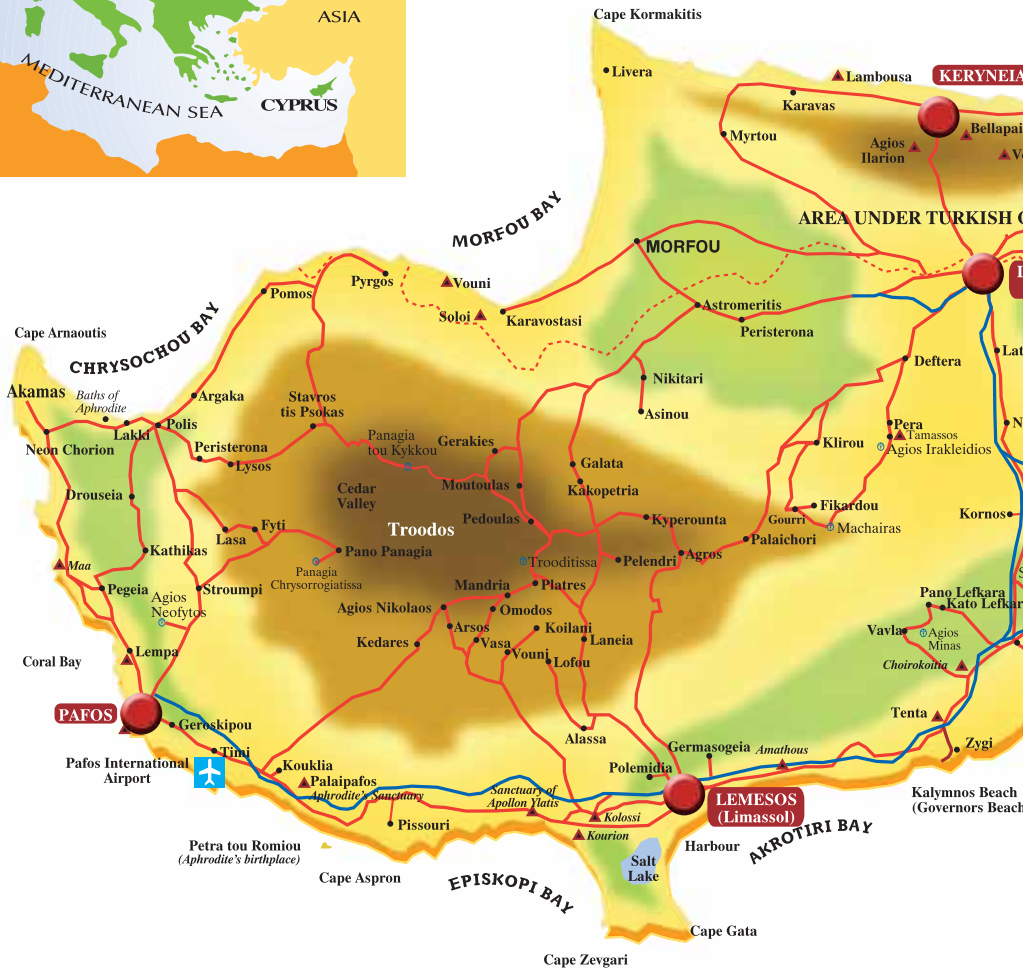 ASIA
MEDITERRANEAN SEA
CYPRUS
Cape Kormakitis
Livera
Lambousa
KERYNEIA
Karavas
Myrtou
Bellapai
Agios
Ilarion
MORFOU BAY
AREA UNDER TURKISH
MORFOU
Pyrgos
Vouni
Pomos
Soloi
Karavostasi
Astromeritis
Peristerona
CHRYSOCHOU BAY
Cape Arnaoutis
Deftera
Lat
Akamas
Baths of
Aphrodite
Argaka
Stavros
tis Psokas
Nikitari
Asinou
Lakki
Polis
Neon Chorion
Peristerona
Lysos
Panagia
tou Kykkou
Gerakies
Galata
Kakopetria
Klirou
Pera
Tamassos
Agios Irakleidios
Drouseia
Cedar
Valley
Moutoulas
Pedoulas
Troodos
Kyperounta
Fikardou
Gourri
Machairas
Kornos
Fyti
Lasa
Kathikas
Pano Panagia
Panagia
Chrysorrogiatissa
Trooditissa
Pelendri
Agros
Palaichori
Maa
Pegeia
Stroumpi
Agios
Neofytos
Mandria
Platres
Agios Nikolaos
Omodos
Pano Lefkara
Kato Lefkar
Arsos
Koilani
Kedares
Vasa
Vouni
Laneia
Lofou
Vavla
Agios
Minas
Choirokoitia
Coral Bay
Lempa
PAFOS
Geroskipou
Timi
Alassa
Tenta
Zygi
Germasogeia
Amathous
Pafos International
Airport
Kouklia
Palaipafos
Aphrodite's Sanctuary
Polemidia
Sanctuary of
Apollon Ylatis
LEMESOS
(Limassol)
Kalymnos Beach
(Governors Beach
Pissouri
Kolossi
Kourion
Petra tou Romiou
(Aphrodite's birthplace)
Harbour
AKROTIRI BAY
Salt
Lake
Cape Aspron
EPISKOPI BAY
Cape Gata
Cape Zevgari